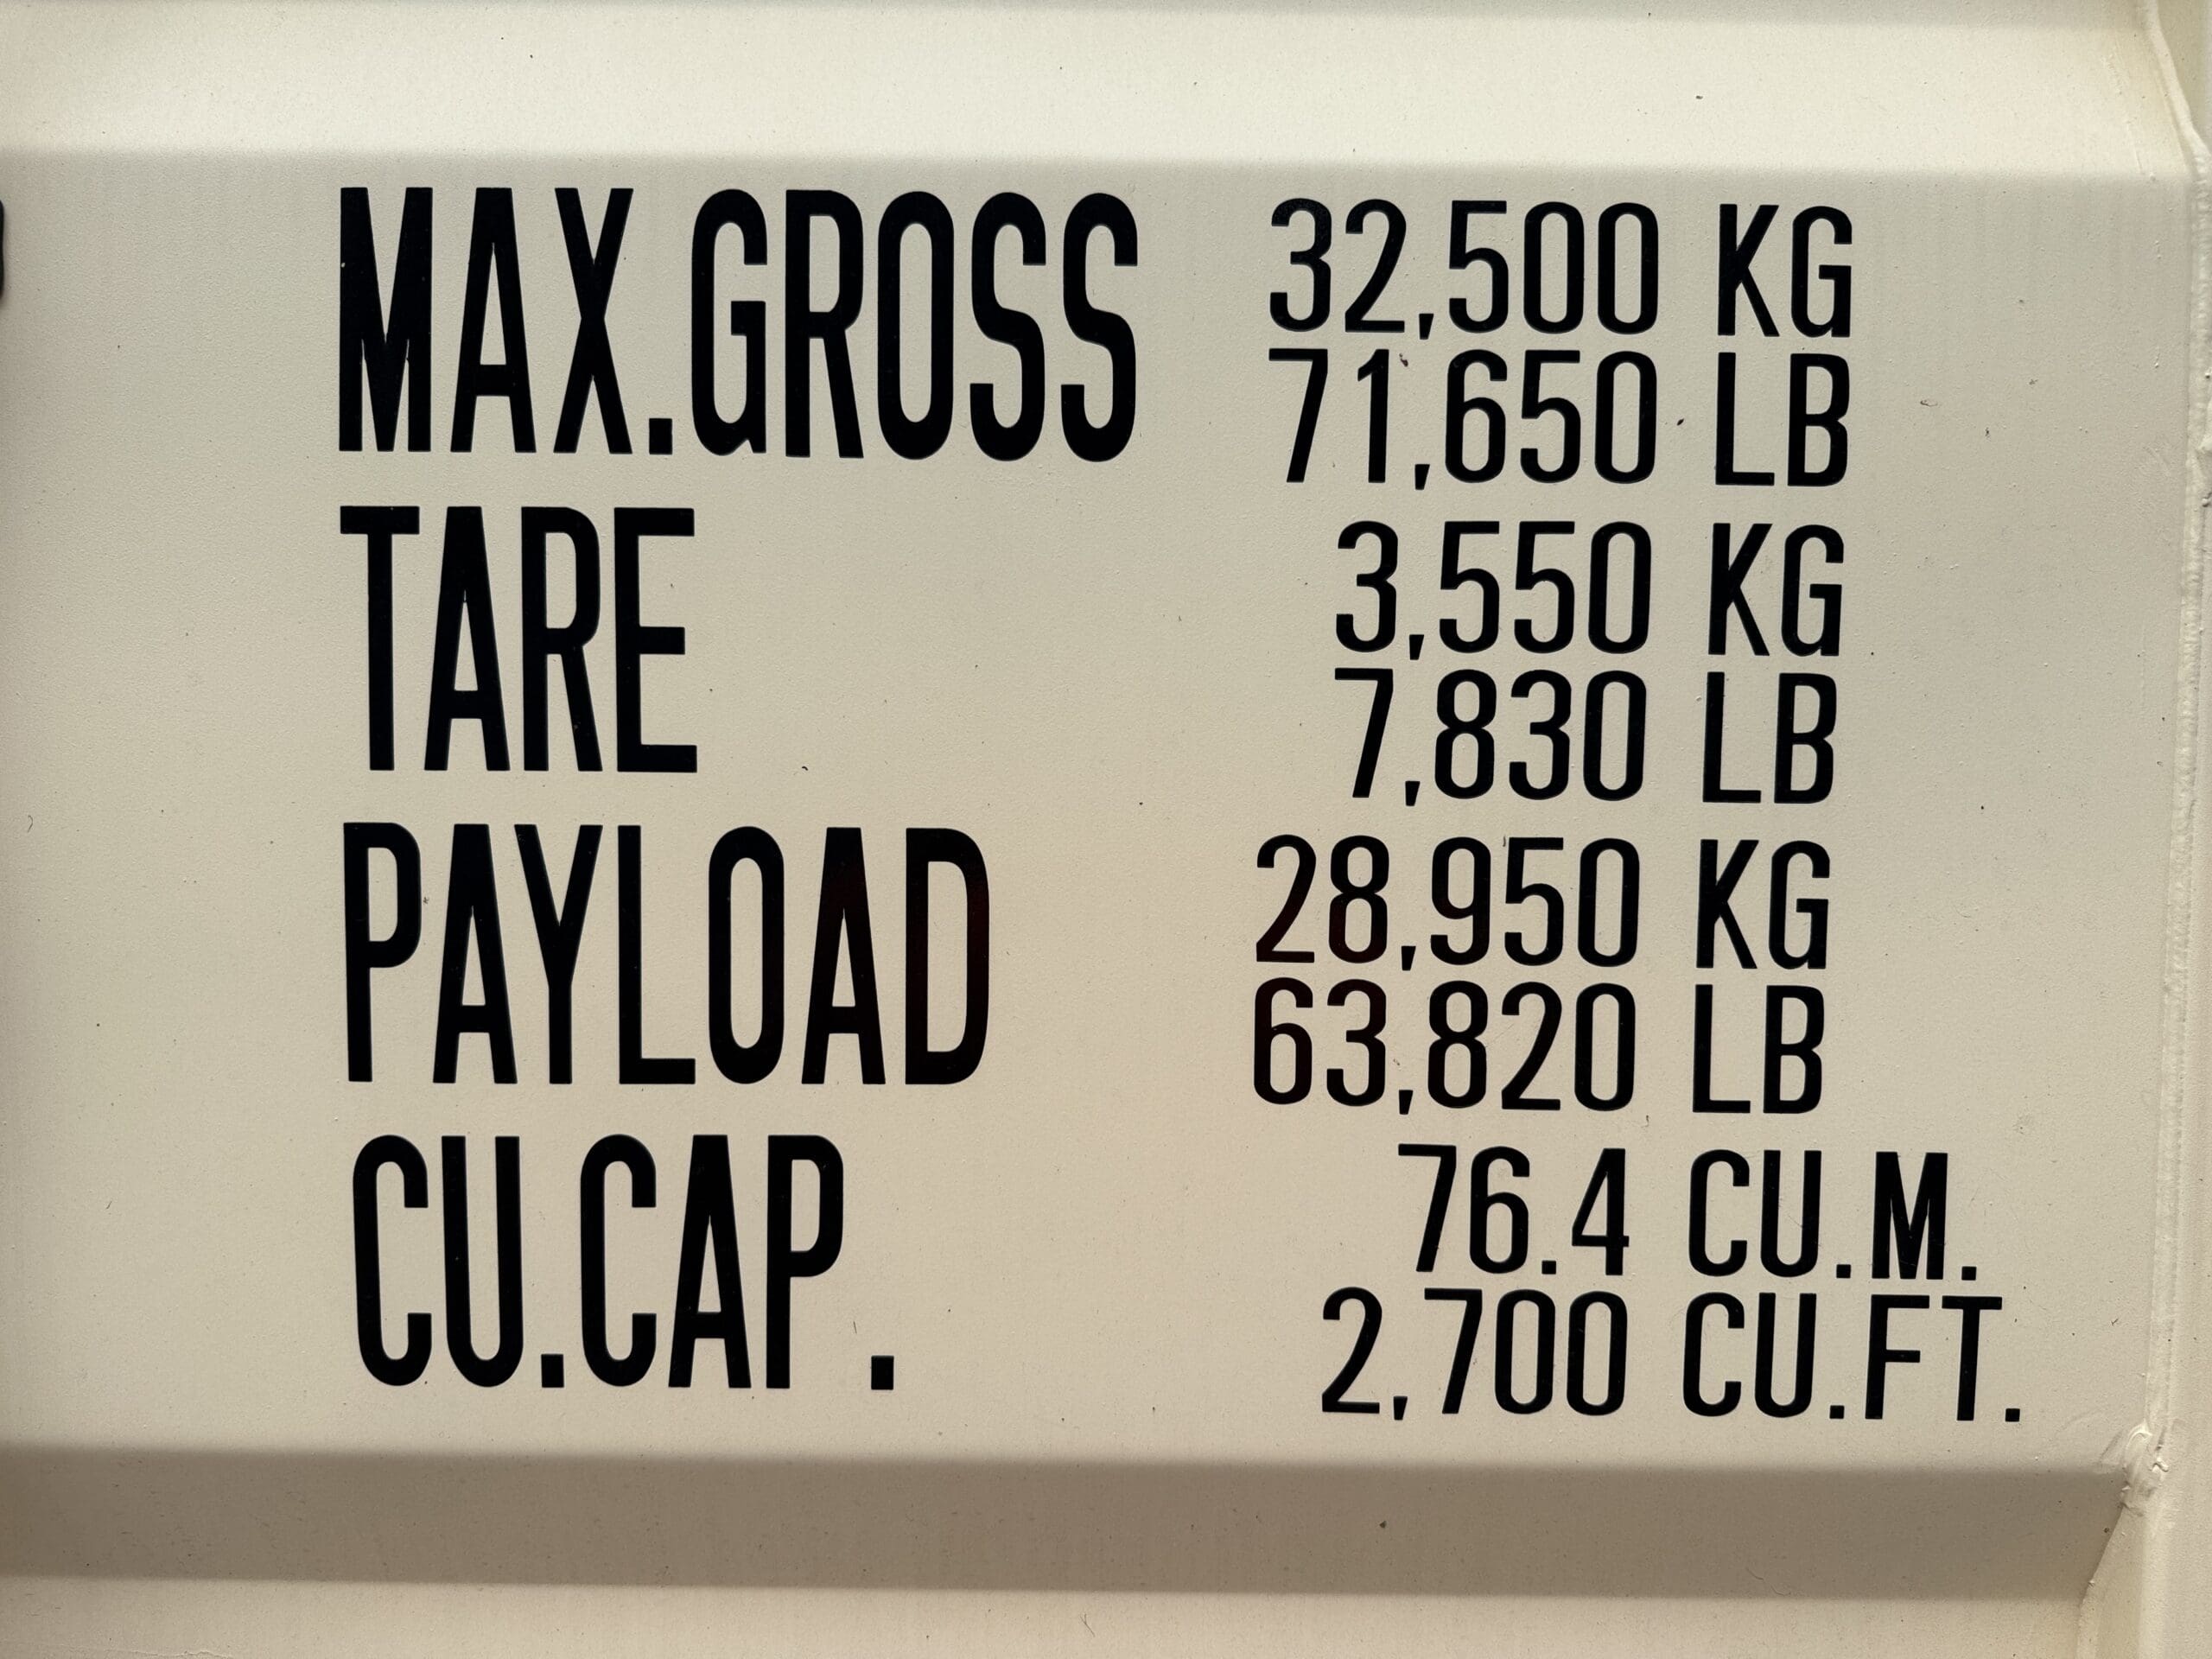 MAX.GROSS 32,500 KG
71,650 LB
TARE 3,550 KG
7,830 LB
PAYLOAD 28,950 KG
63,820 LB
CU.CAP. 76.4 CU.M.
2,700 CU.FT.